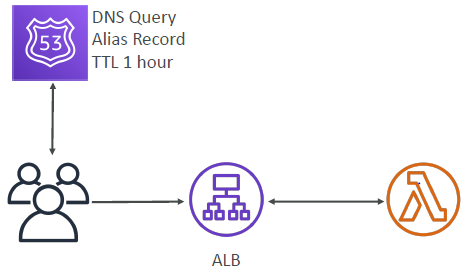 53
DNS Query
Alias Record
TTL 1 hour
ALB